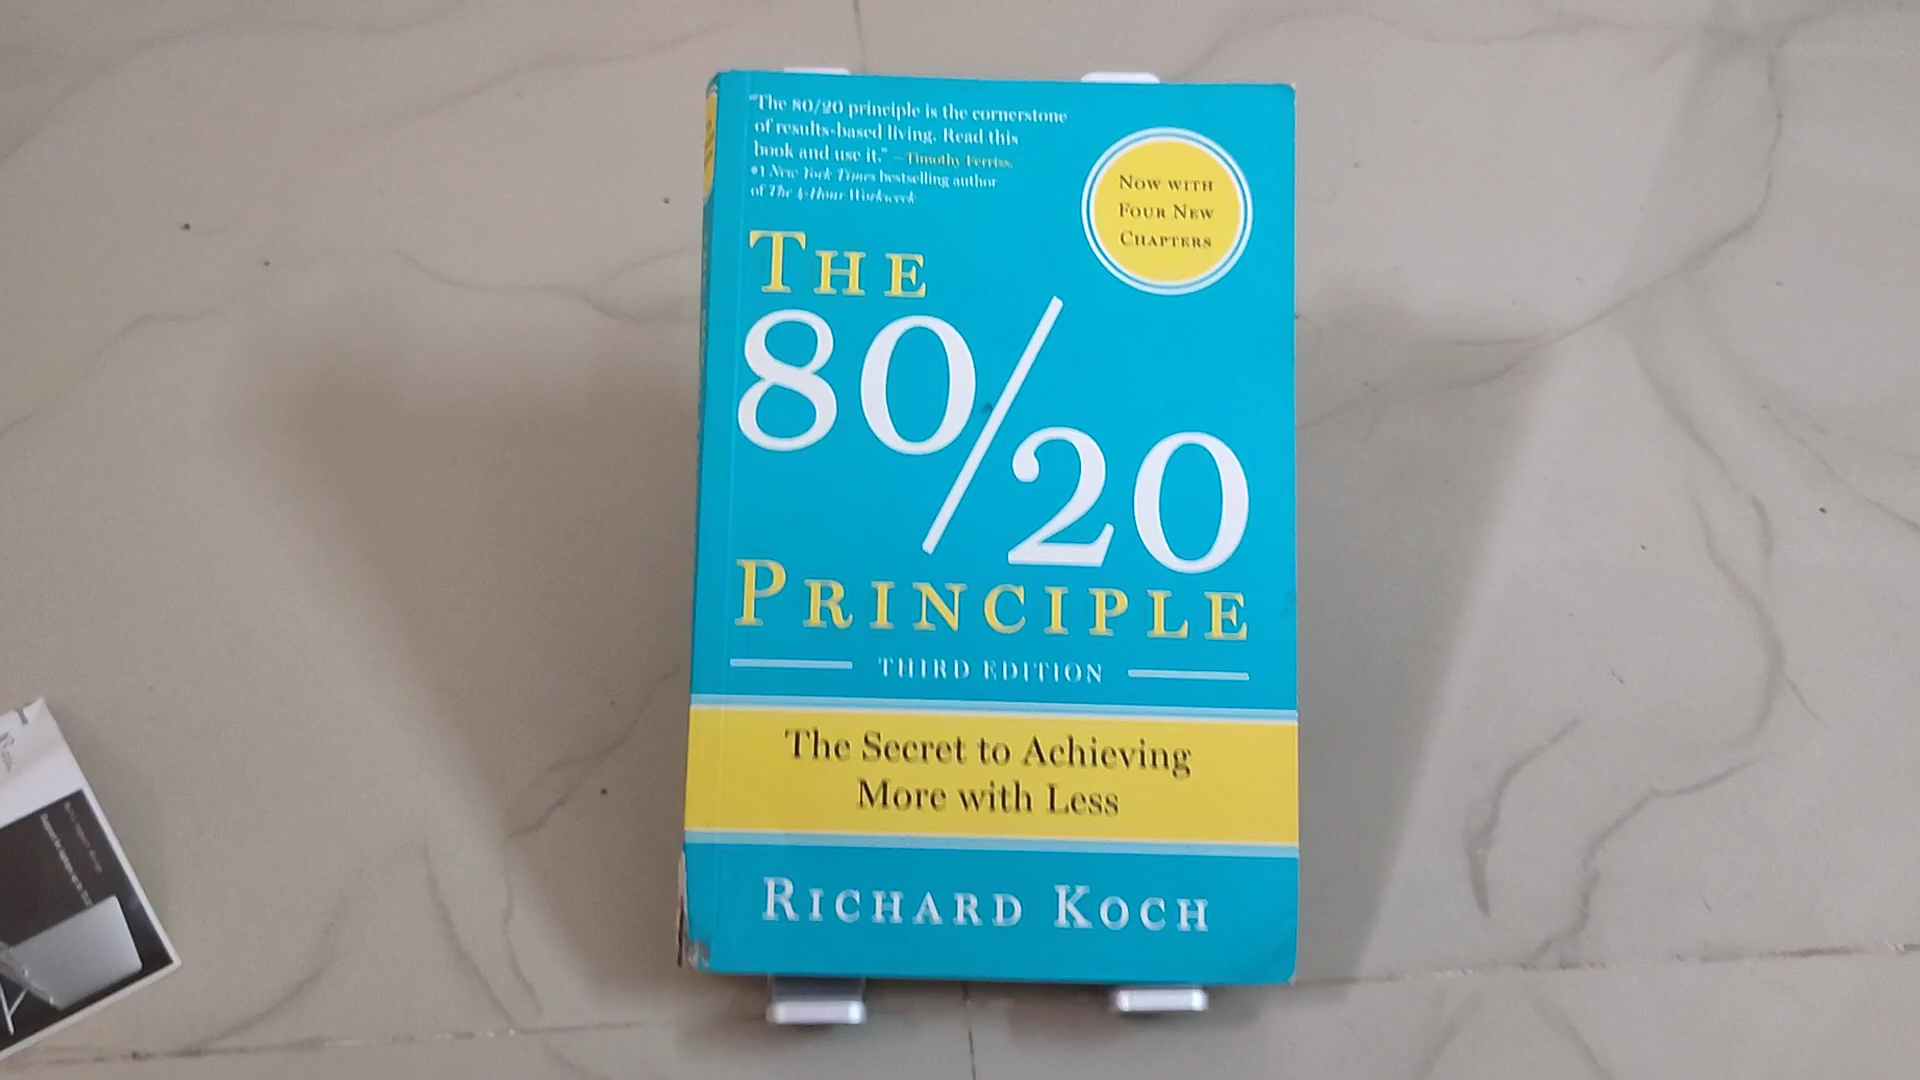 "The 80/20 principle is the cornerstone
of results-based living. Read this
book and use it." —Timothy Ferriss,
#1 New York Times bestselling author
of The 4-Hour Workweek
Now with
Four New
Chapters
The
80/20
Principle
THIRD EDITION
The Secret to Achieving
More with Less
Richard Koch